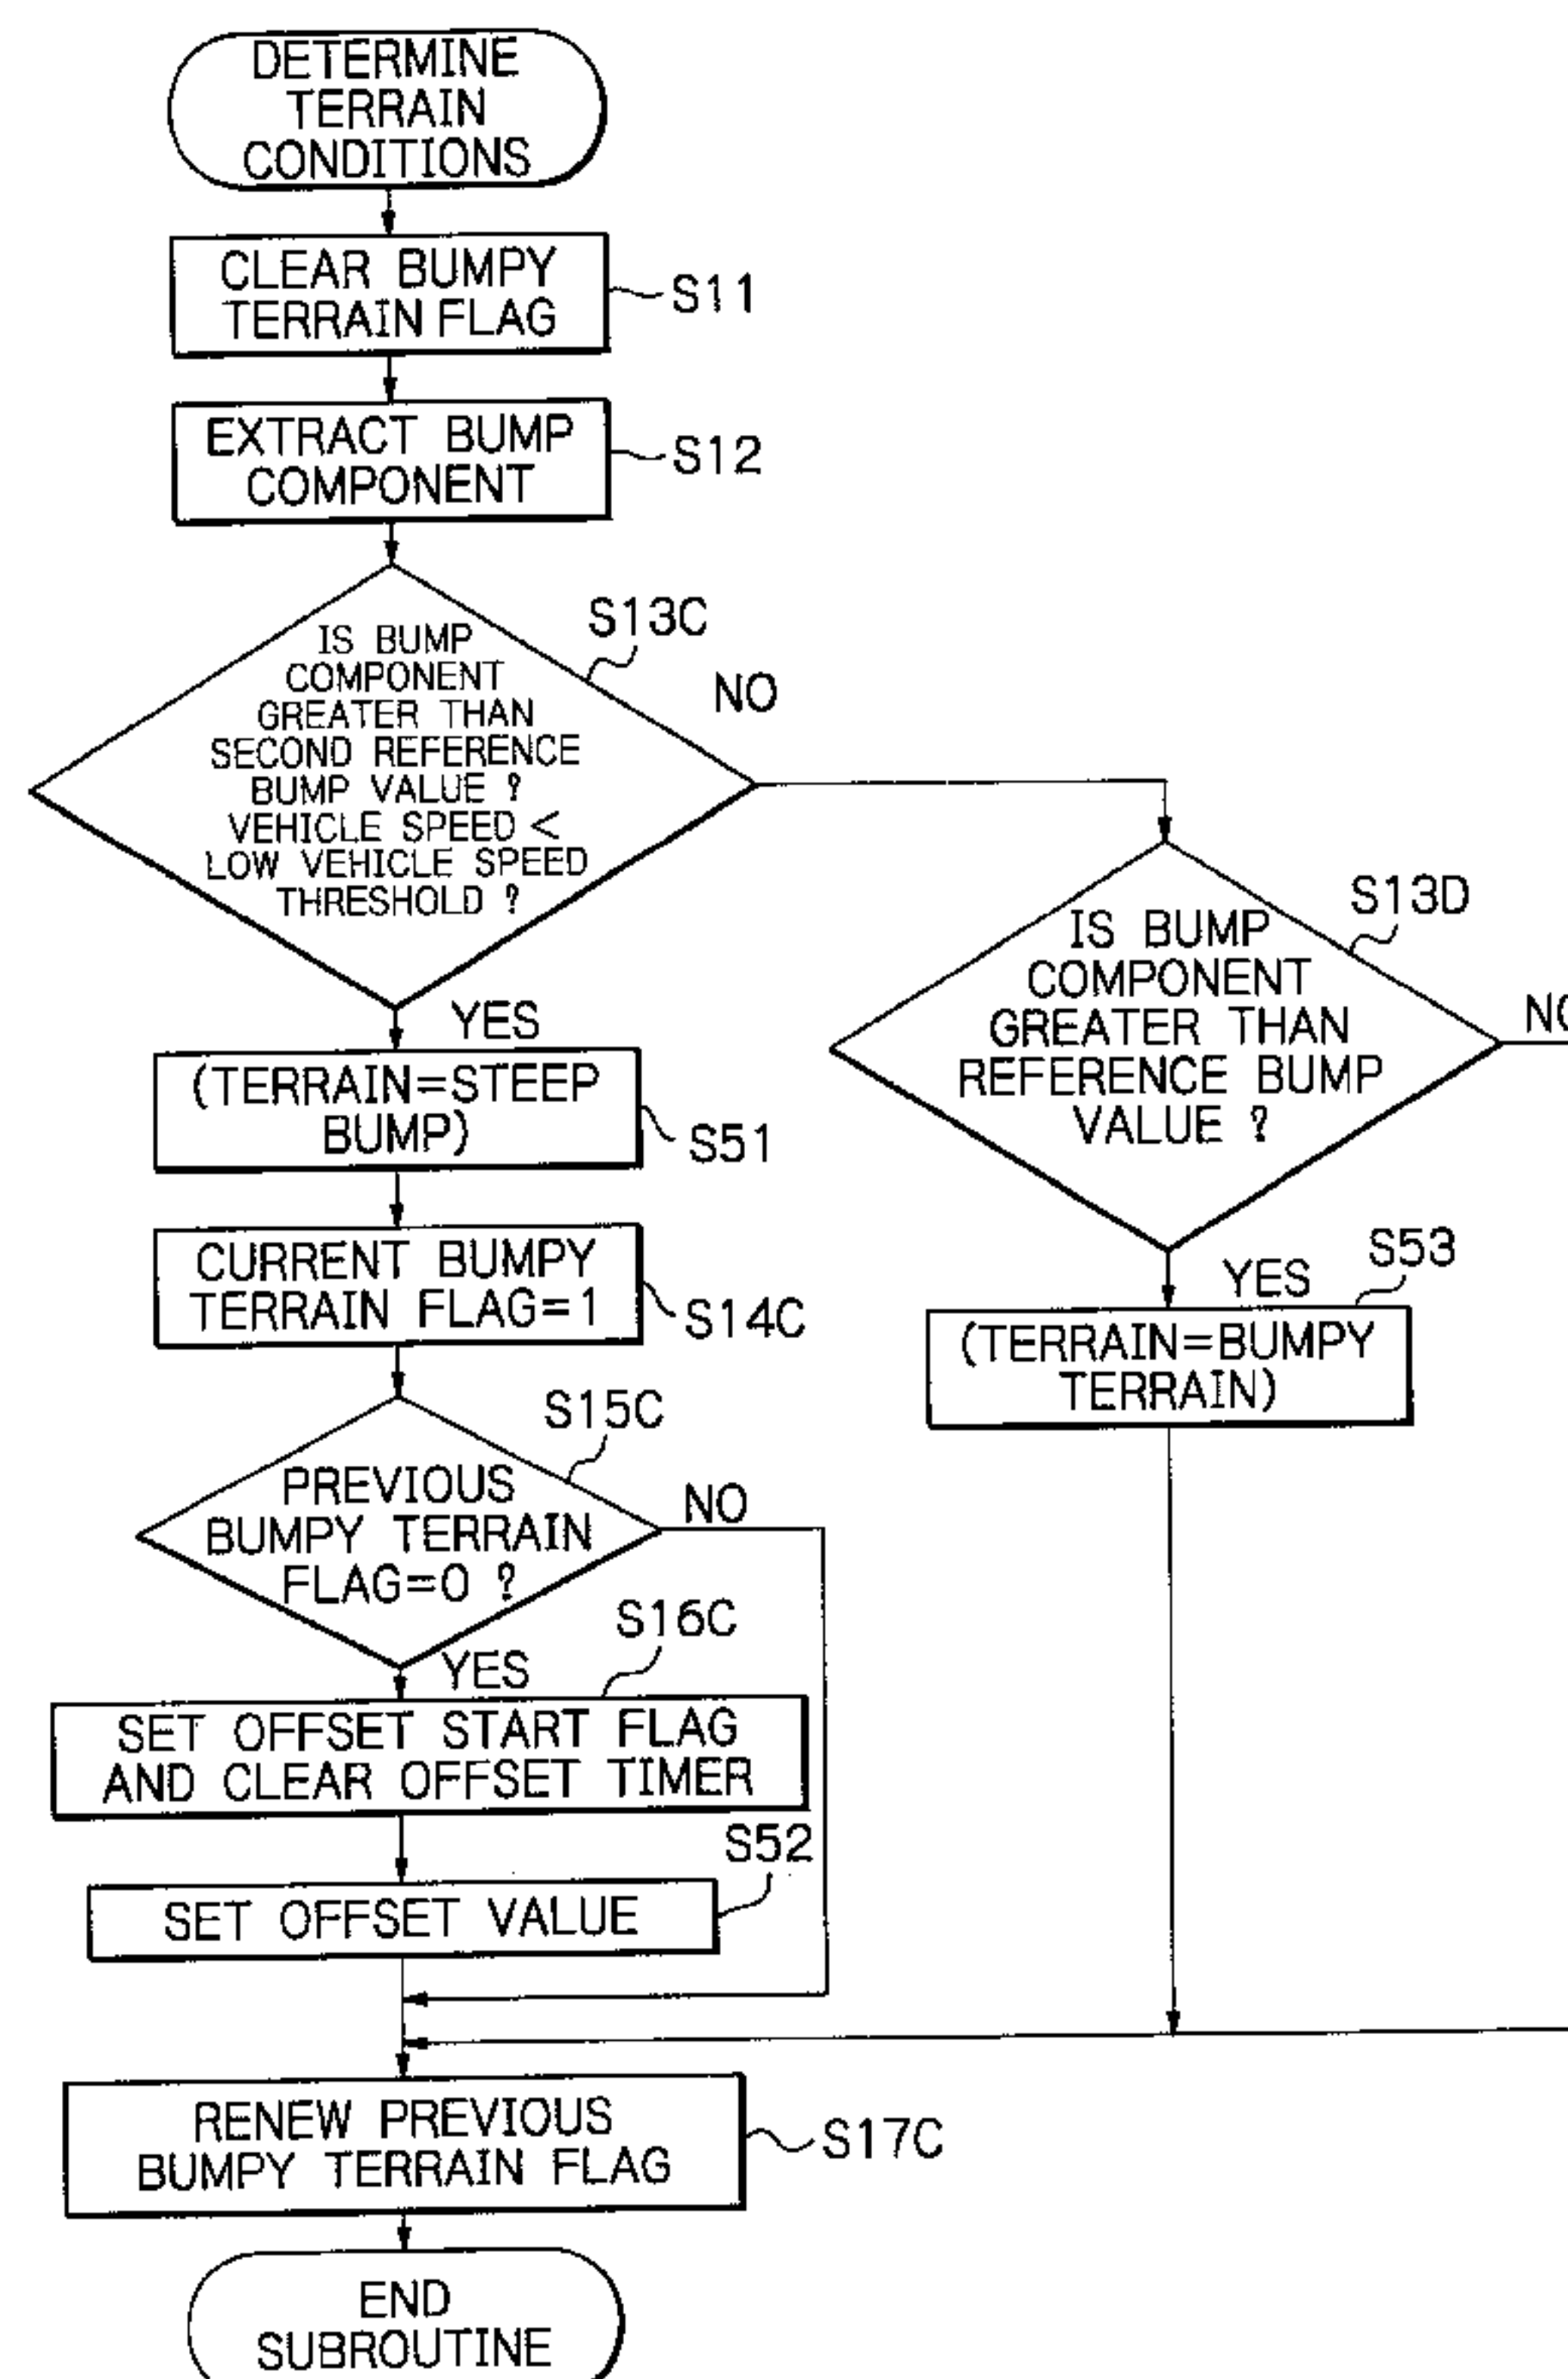 DETERMINE
TERRAIN
CONDITIONS
CLEAR BUMPY
TERRAIN FLAG
S11
EXTRACT BUMP
COMPONENT
S12
S13C
IS BUMP
COMPONENT
GREATER THAN
SECOND REFERENCE
BUMP VALUE ?
VEHICLE SPEED <
LOW VEHICLE SPEED
THRESHOLD ?
NO
YES
S13D
IS BUMP
COMPONENT
GREATER THAN
REFERENCE BUMP
VALUE ?
NO
YES
(TERRAIN=STEEP
BUMP)
S51
CURRENT BUMPY
TERRAIN FLAG=1
S14C
S53
(TERRAIN=BUMPY
TERRAIN)
S15C
PREVIOUS
BUMPY TERRAIN
FLAG=0 ?
NO
YES
S16C
SET OFFSET START FLAG
AND CLEAR OFFSET TIMER
S52
SET OFFSET VALUE
RENEW PREVIOUS
BUMPY TERRAIN FLAG
S17C
END
SUBROUTINE